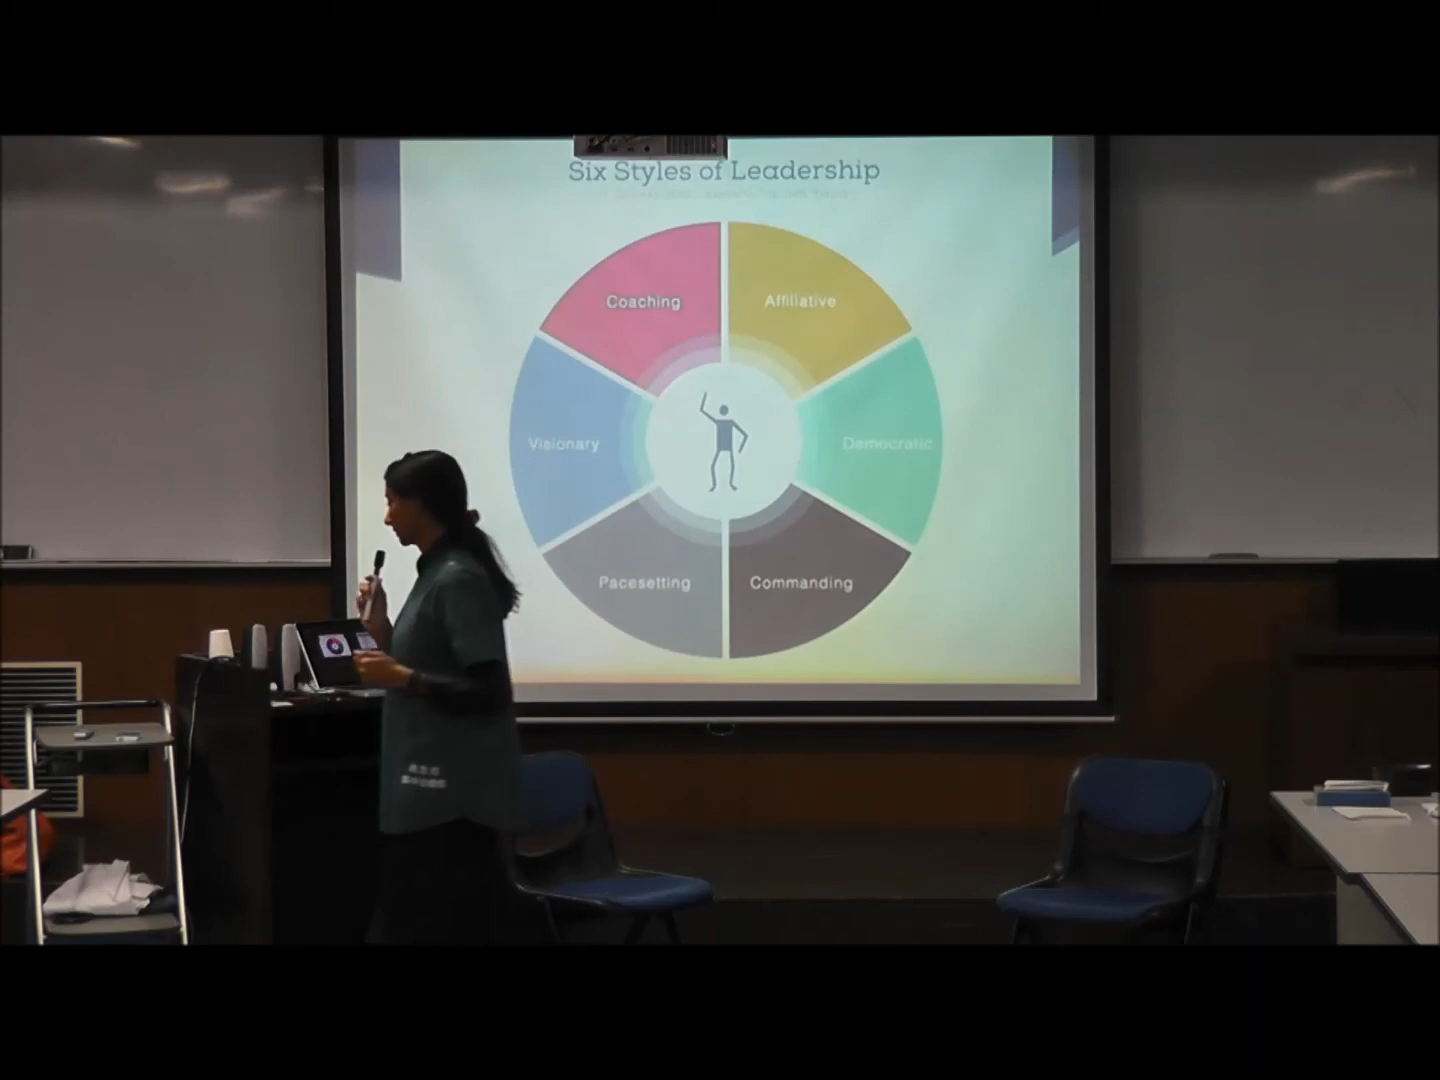 Six Styles of Leadership
Coaching
Affiliative
Visionary
Democratic
Pacesetting
Commanding